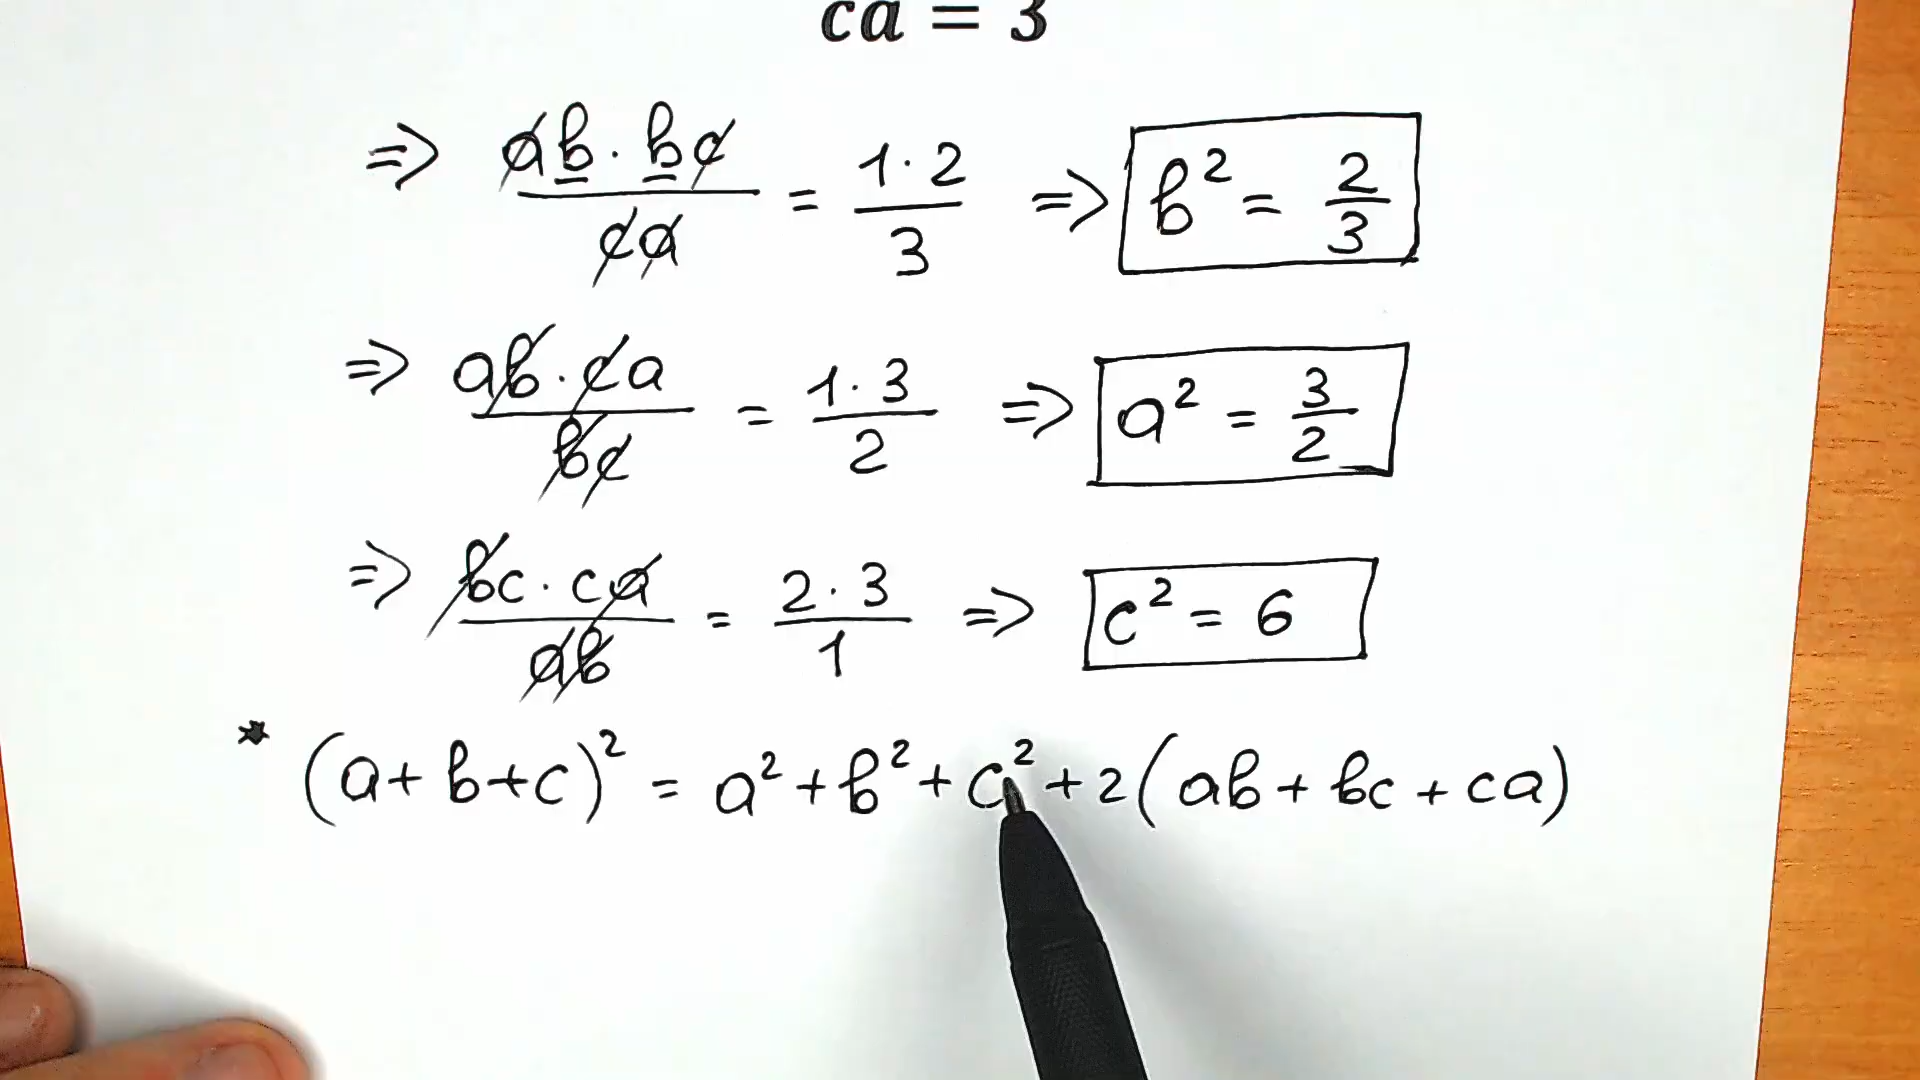 ca = 3
=> ab · bc / ca = 1 · 2 / 3 => b² = 2/3
=> ab · ca / bc = 1 · 3 / 2 => a² = 3/2
=> bc · ca / ab = 2 · 3 / 1 => c² = 6
* (a + b + c)² = a² + b² + c² + 2(ab + bc + ca)